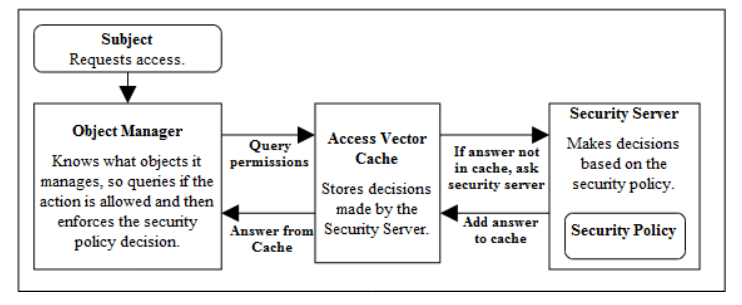 Subject
Requests access.
Object Manager
Knows what objects it
manages, so queries if the
action is allowed and then
enforces the security
policy decision.
Query
permissions
Answer from
Cache
Access Vector
Cache
Stores decisions
made by the
Security Server.
If answer not
in cache, ask
security server
Add answer
to cache
Security Server
Makes decisions
based on the
security policy.
Security Policy